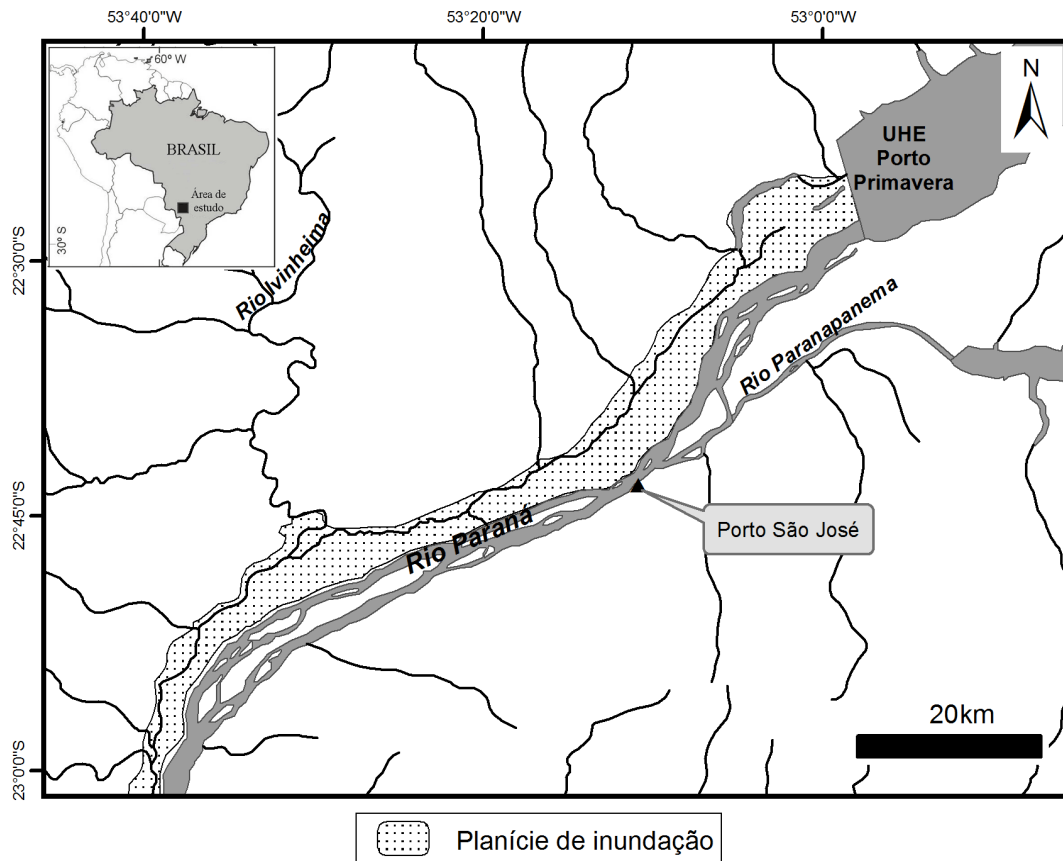 53°40'0"W
53°20'0"W
53°0'0"W
60° W
BRASIL
Área de
estudo
30° S
N
UHE
Porto
Primavera
22°30'0"S
Rio Ivinheima
Rio Paranapanema
22°45'0"S
Rio Paraná
Porto São José
20km
23°0'0"S
Planície de inundação